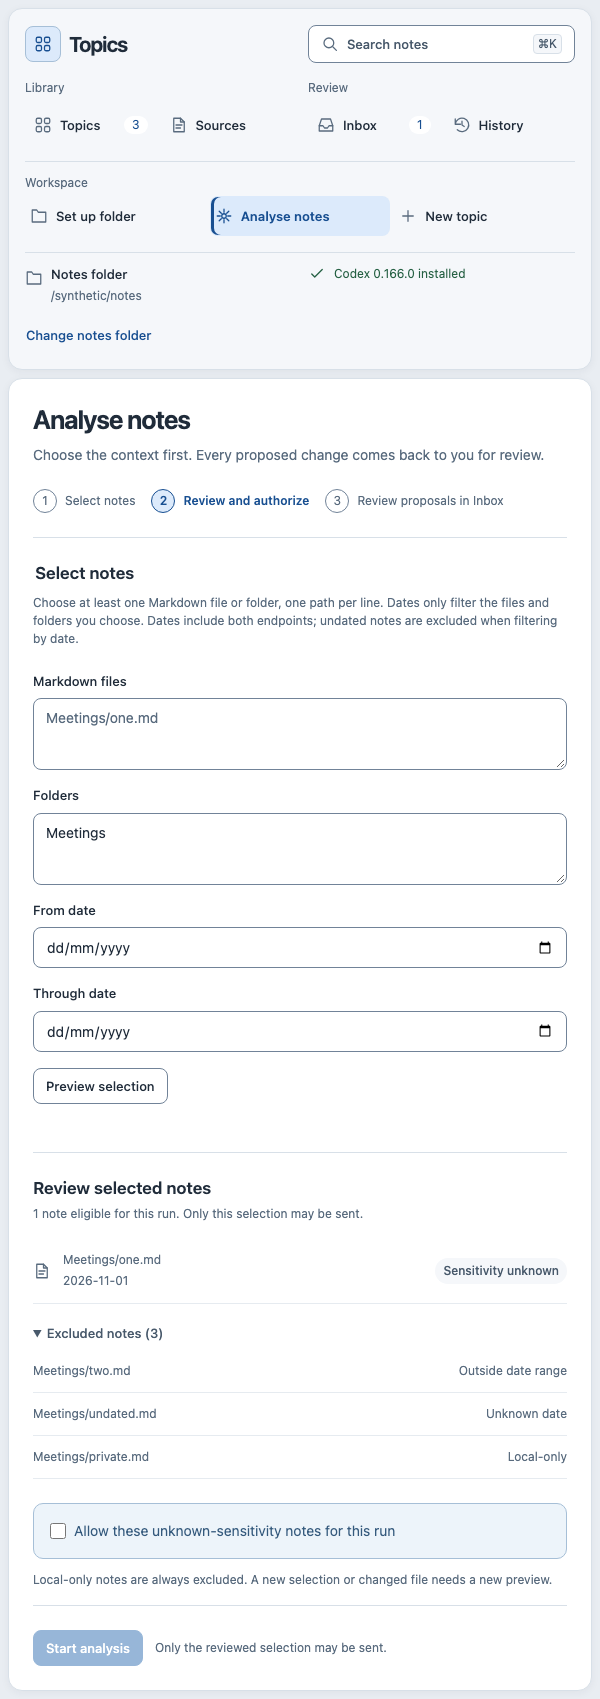 Topics
Search notes
⌘K
Library
Review
Topics 3
Sources
Inbox 1
History
Workspace
Set up folder
Analyse notes
New topic
Notes folder
/synthetic/notes
Codex 0.166.0 installed
Change notes folder
Analyse notes
Choose the context first. Every proposed change comes back to you for review.
1 Select notes
2 Review and authorize
3 Review proposals in Inbox
Select notes
Choose at least one Markdown file or folder, one path per line. Dates only filter the files and
folders you choose. Dates include both endpoints; undated notes are excluded when filtering
by date.
Markdown files
Meetings/one.md
Folders
Meetings
From date
dd/mm/yyyy
Through date
dd/mm/yyyy
Preview selection
Review selected notes
1 note eligible for this run. Only this selection may be sent.
Meetings/one.md
2026-11-01
Sensitivity unknown
Excluded notes (3)
Meetings/two.md
Outside date range
Meetings/undated.md
Unknown date
Meetings/private.md
Local-only
Allow these unknown-sensitivity notes for this run
Local-only notes are always excluded. A new selection or changed file needs a new preview.
Start analysis
Only the reviewed selection may be sent.